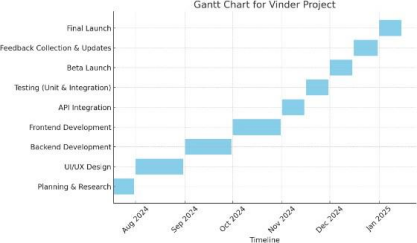 Gantt Chart for Vinder Project
Final Launch
Feedback Collection & Updates
Beta Launch
Testing (Unit & Integration)
API Integration
Frontend Development
Backend Development
UI/UX Design
Planning & Research
Aug 2024
Sep 2024
Oct 2024
Nov 2024
Dec 2024
Jan 2025
Timeline